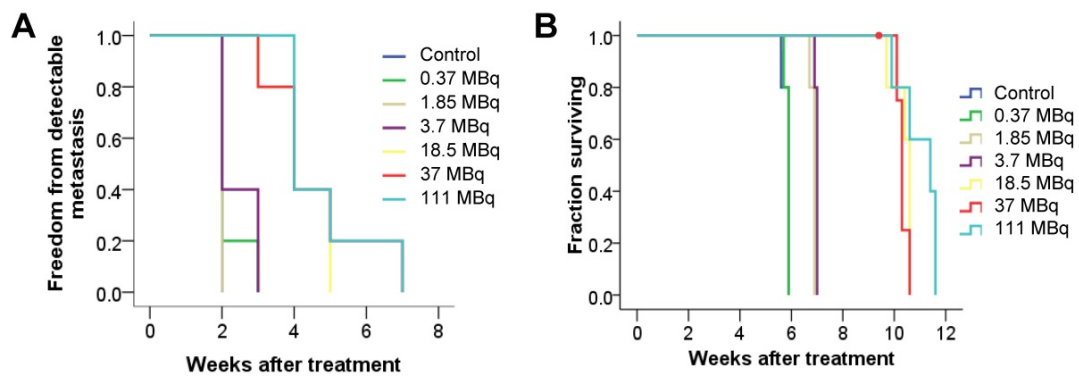 A
Freedom from detectable
metastasis
1.0
0.8
0.6
0.4
0.2
0.0
0 2 4 6 8
Weeks after treatment
Control
0.37 MBq
1.85 MBq
3.7 MBq
18.5 MBq
37 MBq
111 MBq
B
Fraction surviving
1.0
0.8
0.6
0.4
0.2
0.0
0 2 4 6 8 10 12
Weeks after treatment
Control
0.37 MBq
1.85 MBq
3.7 MBq
18.5 MBq
37 MBq
111 MBq